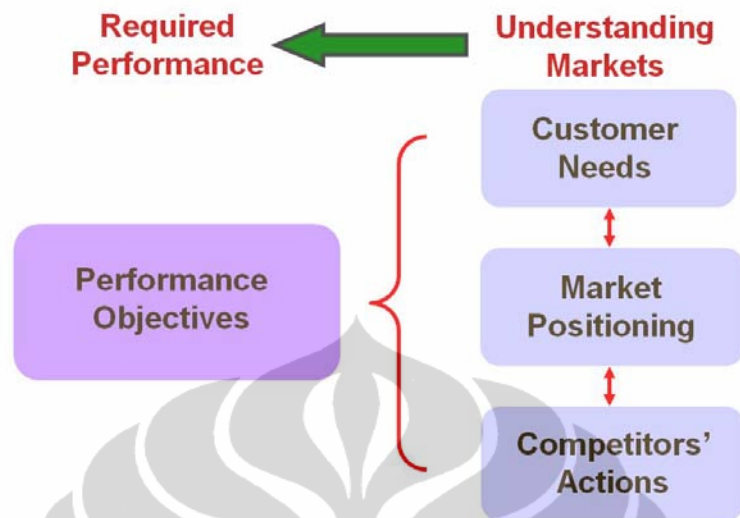 Required
Performance
Understanding
Markets
Customer
Needs
Performance
Objectives
Market
Positioning
Competitors’
Actions